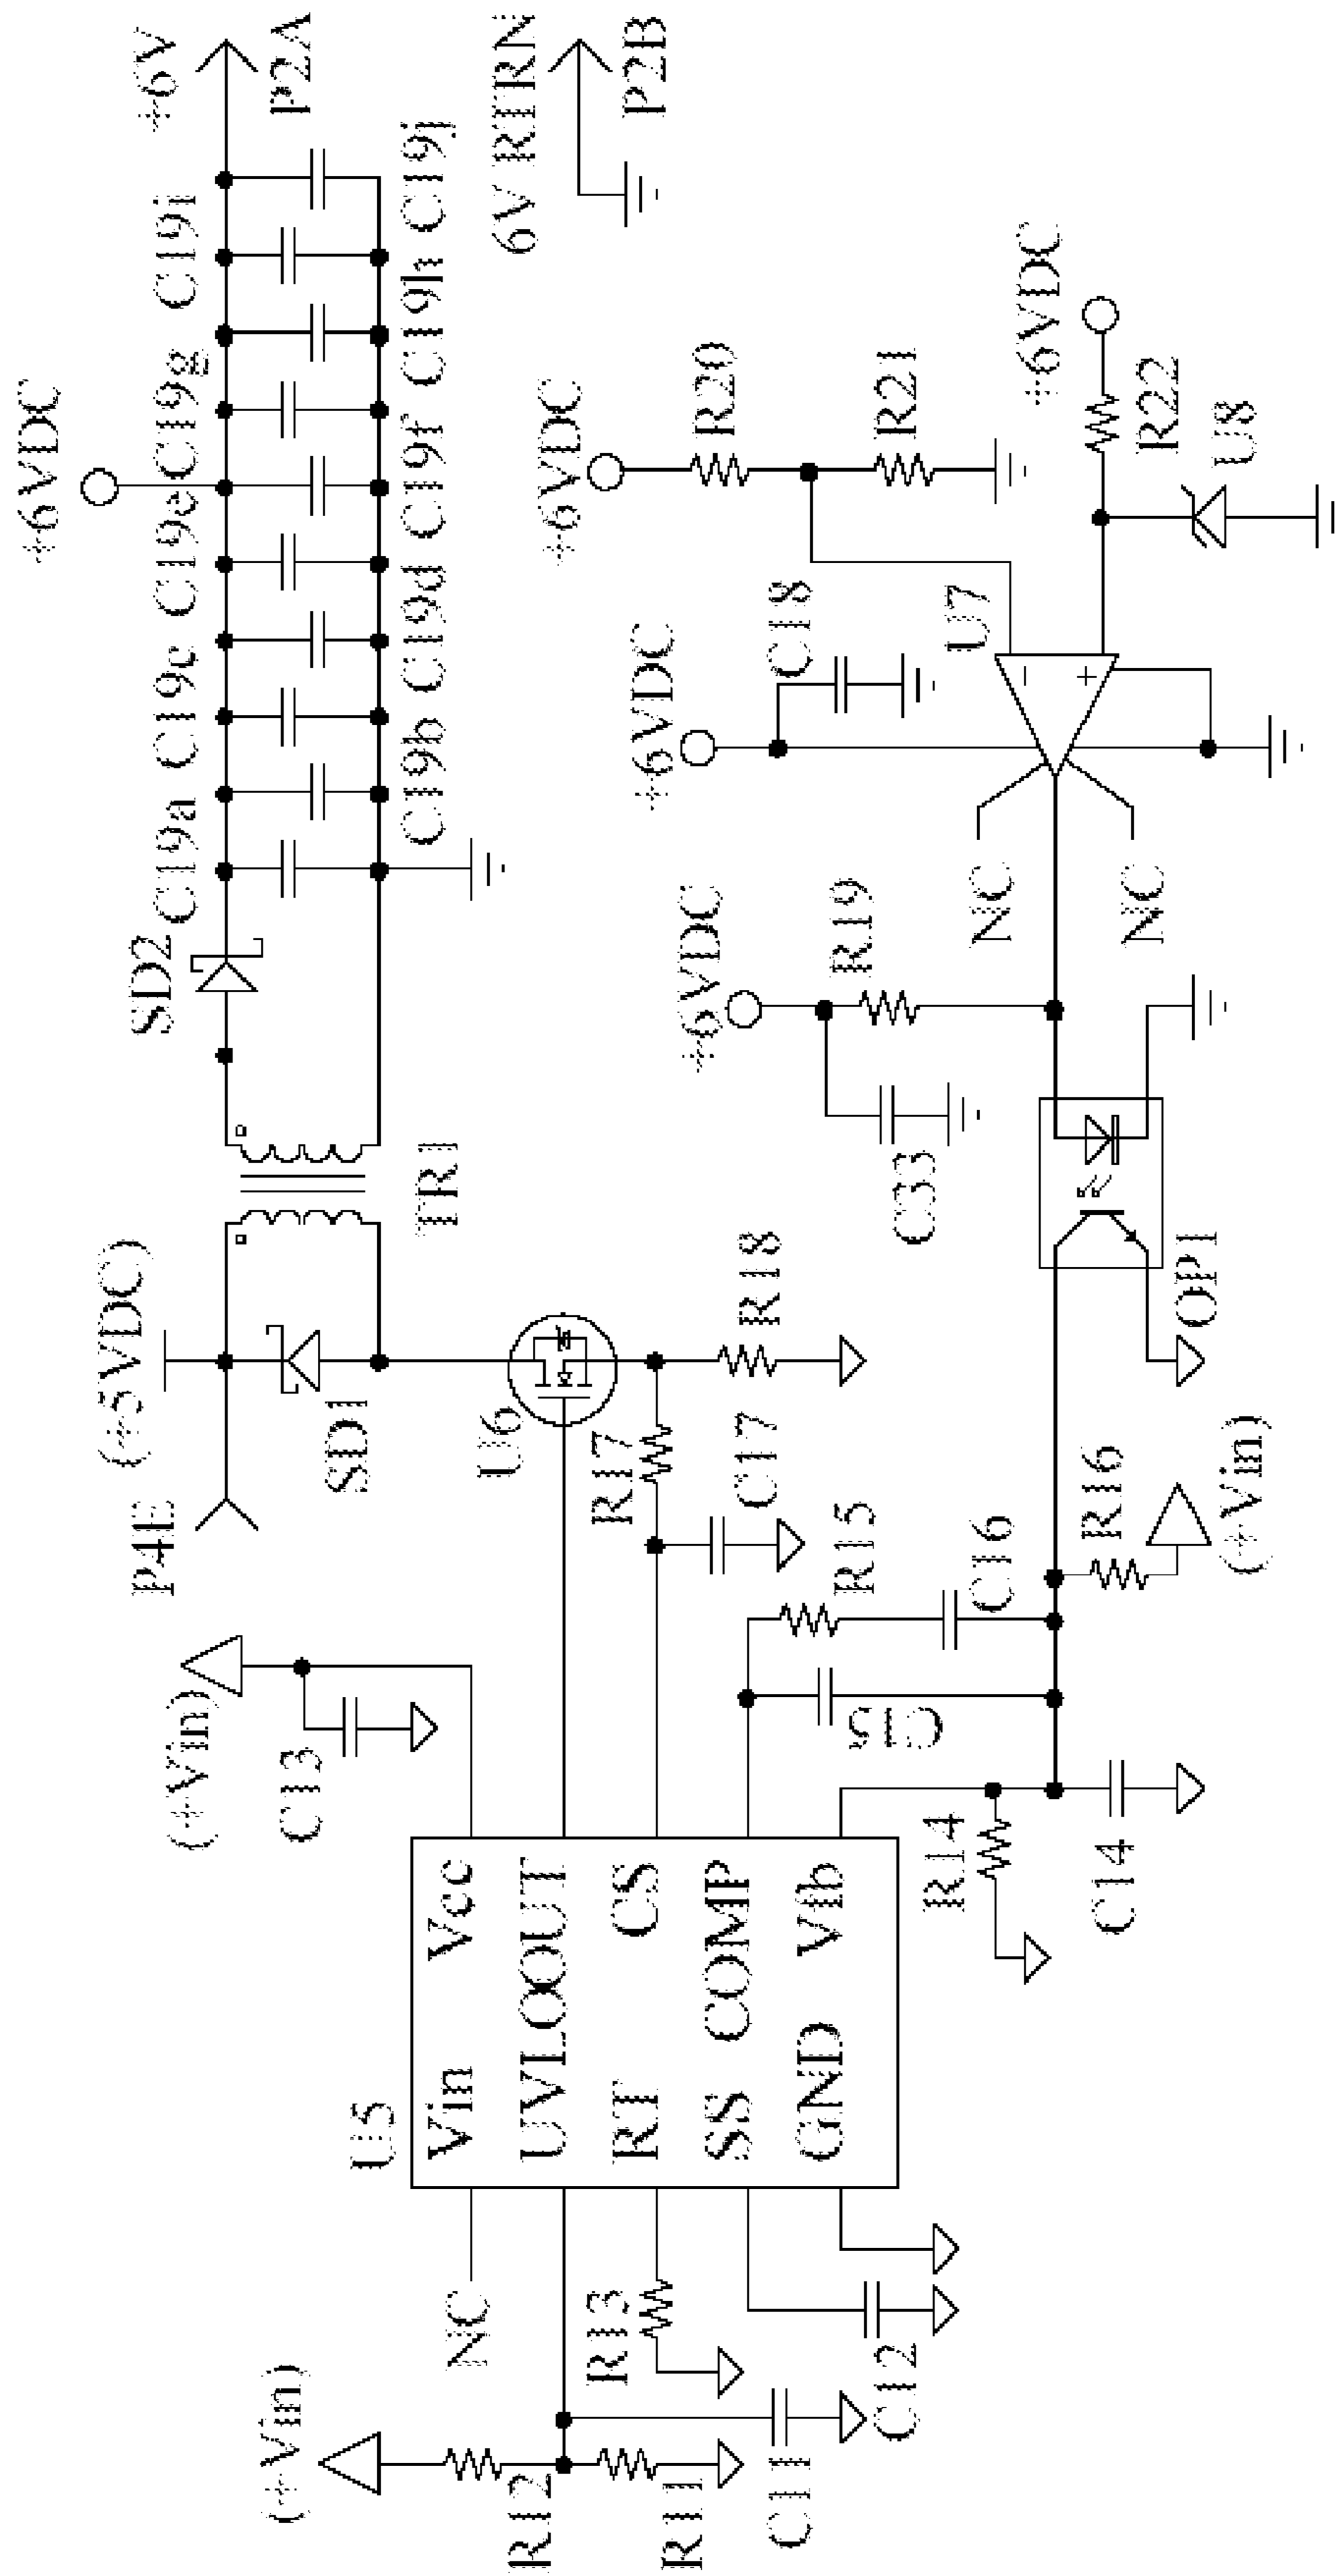 +6VDC
(+5VDC)
P4E
SD1
TR1
SD2
C19a
C19c
C19e
C19g
C19i
+6V
P2A
C19b
C19d
C19f
C19h
C19j
6V RTRN
P2B
(+Vin)
C13
U6
R17
C17
R18
U5
NC
Vin
Vcc
UVLO
OUT
RT
CS
SS
COMP
GND
Vfb
(+Vin)
R12
R11
C11
R13
C12
R14
C14
C15
R15
C16
R16
(+Vin)
OP1
C33
+6VDC
R19
NC
NC
+6VDC
C18
U7
-
+
+6VDC
R20
R21
+6VDC
R22
U8